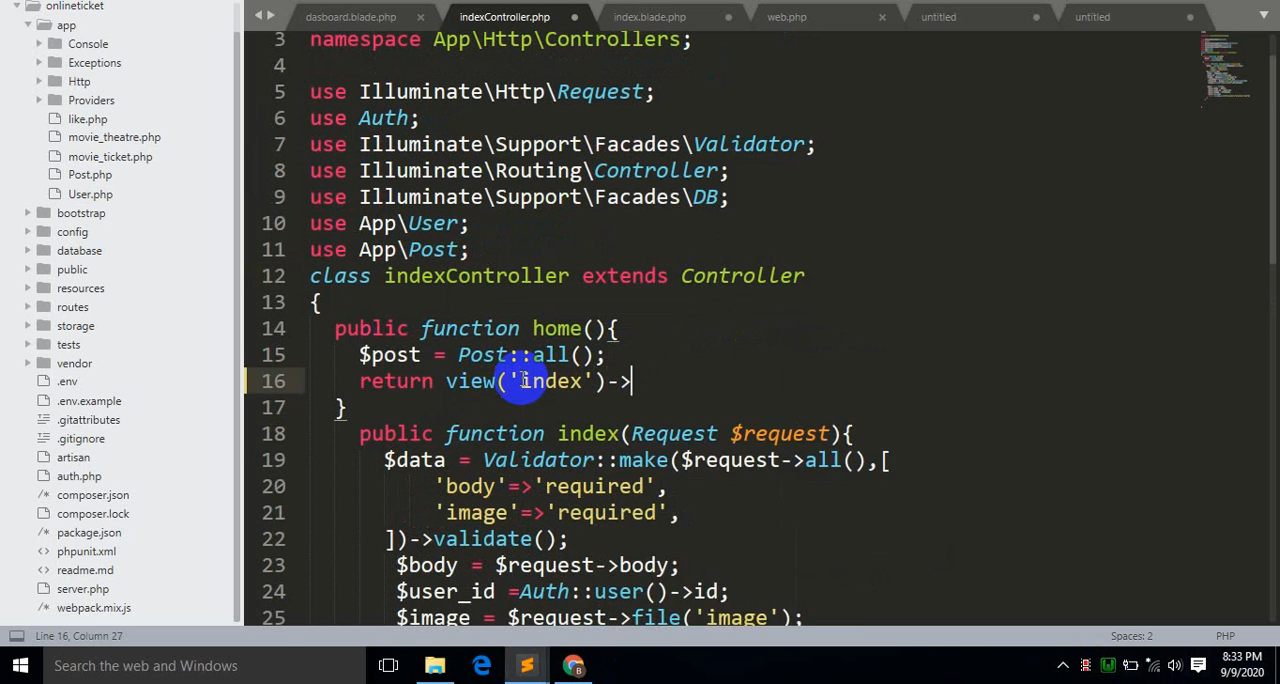 onlineticket
app
Console
Exceptions
Http
Providers
like.php
movie_theatre.php
movie_ticket.php
Post.php
User.php
bootstrap
config
database
public
resources
routes
storage
tests
vendor
.env
.env.example
.gitattributes
.gitignore
artisan
auth.php
composer.json
composer.lock
package.json
phpunit.xml
readme.md
server.php
webpack.mix.js
dasboard.blade.php
indexController.php
index.blade.php
web.php
untitled
untitled
3 namespace App\Http\Controllers;
4
5 use Illuminate\Http\Request;
6 use Auth;
7 use Illuminate\Support\Facades\Validator;
8 use Illuminate\Routing\Controller;
9 use Illuminate\Support\Facades\DB;
10 use App\User;
11 use App\Post;
12 class indexController extends Controller
13 {
14 public function home(){
15 $post = Post::all();
16 return view('index')->
17 }
18 public function index(Request $request){
19 $data = Validator::make($request->all(),[
20 'body'=>'required',
21 'image'=>'required',
22 ])->validate();
23 $body = $request->body;
24 $user_id =Auth::user()->id;
25 $image = $request->file('image');
Line 16, Column 27
Spaces: 2
PHP
Search the web and Windows
8:33 PM
9/9/2020